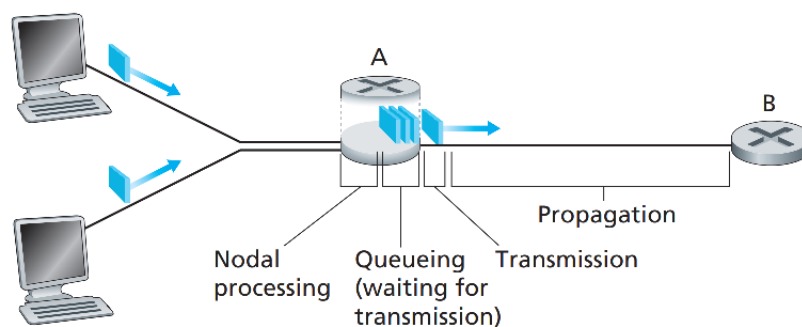 A
B
Propagation
Nodal
processing
Queueing
(waiting for
transmission)
Transmission